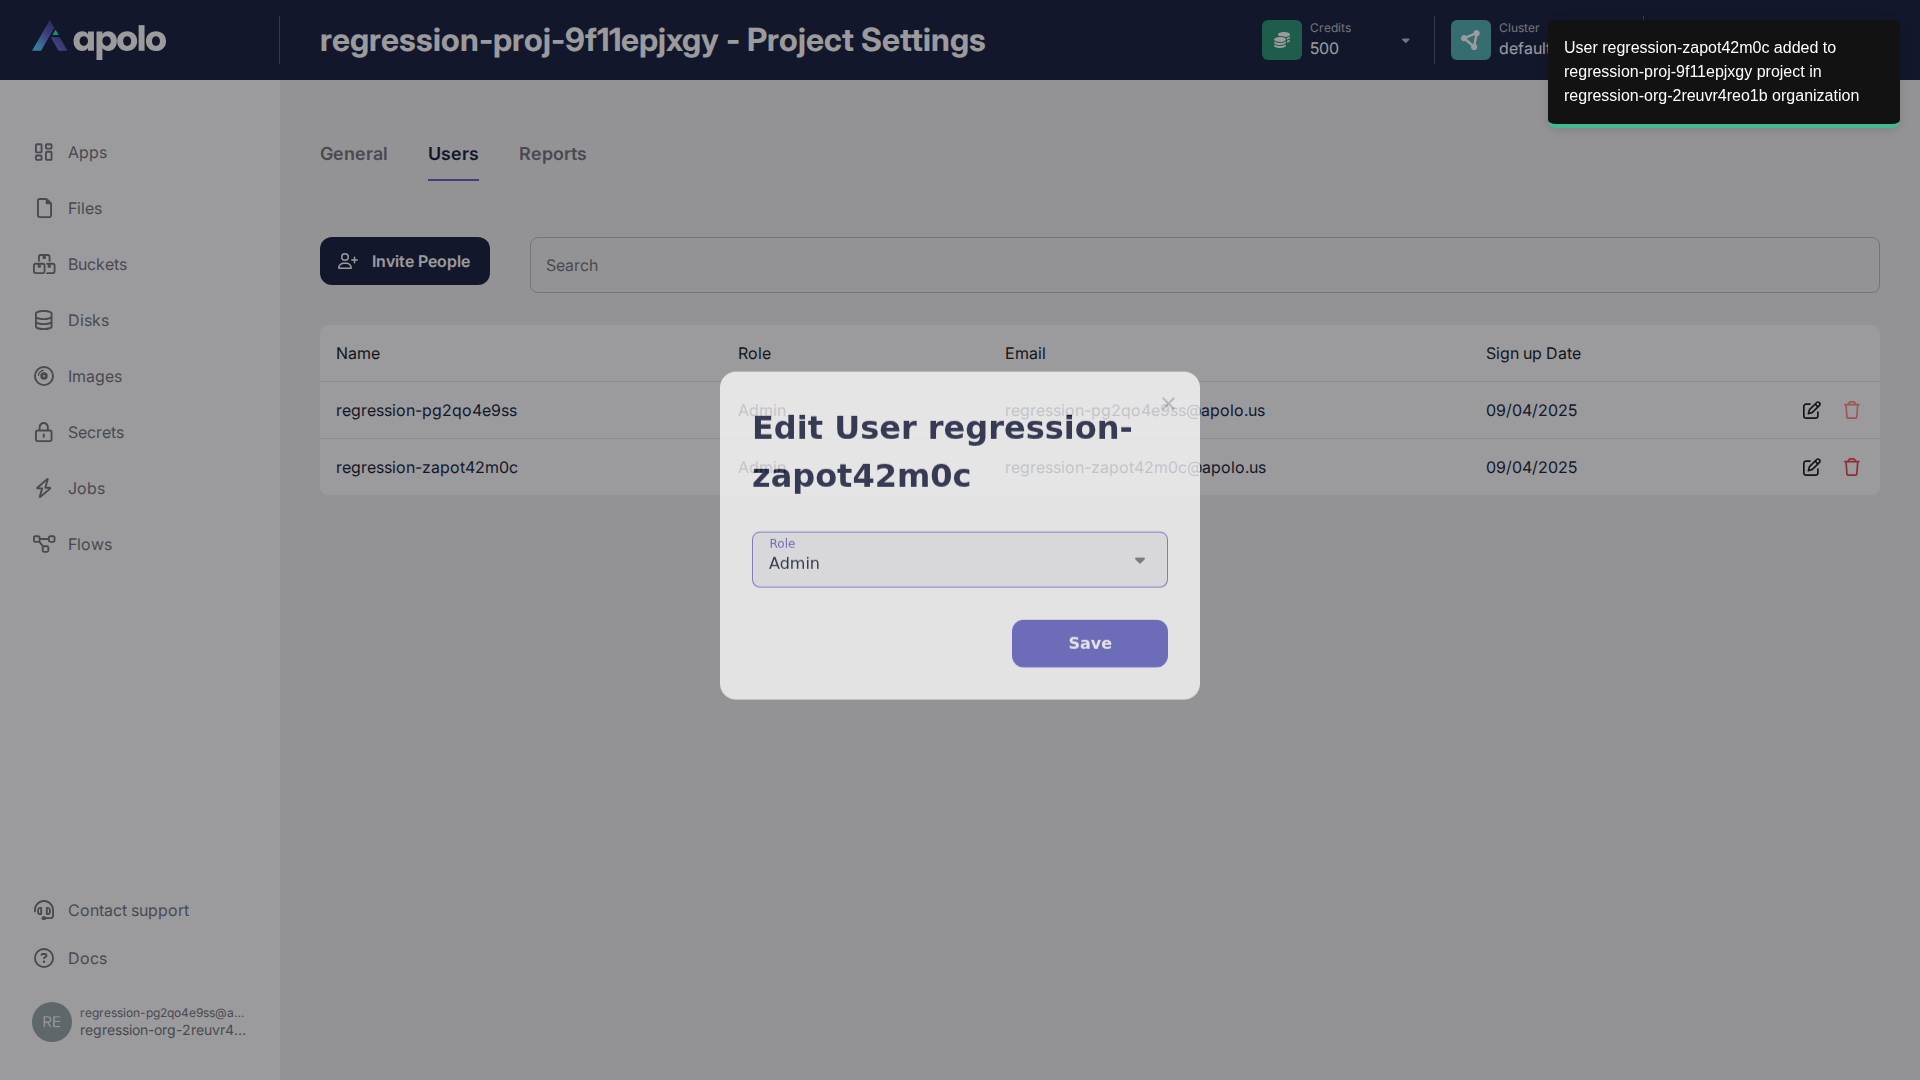 apolo
regression-proj-9f11epjxgy - Project Settings
Credits
500
Cluster
default
User regression-zapot42m0c added to
regression-proj-9f11epjxgy project in
regression-org-2reuvr4reo1b organization
Apps
Files
Buckets
Disks
Images
Secrets
Jobs
Flows
General Users Reports
Invite People
Search
Name Role Email Sign up Date
regression-pg2qo4e9ss Admin regression-pg2qo4e9ss@apolo.us 09/04/2025
regression-zapot42m0c Admin regression-zapot42m0c@apolo.us 09/04/2025
Edit User regression-
zapot42m0c
Role
Admin
Save
Contact support
Docs
RE
regression-pg2qo4e9ss@a...
regression-org-2reuvr4...